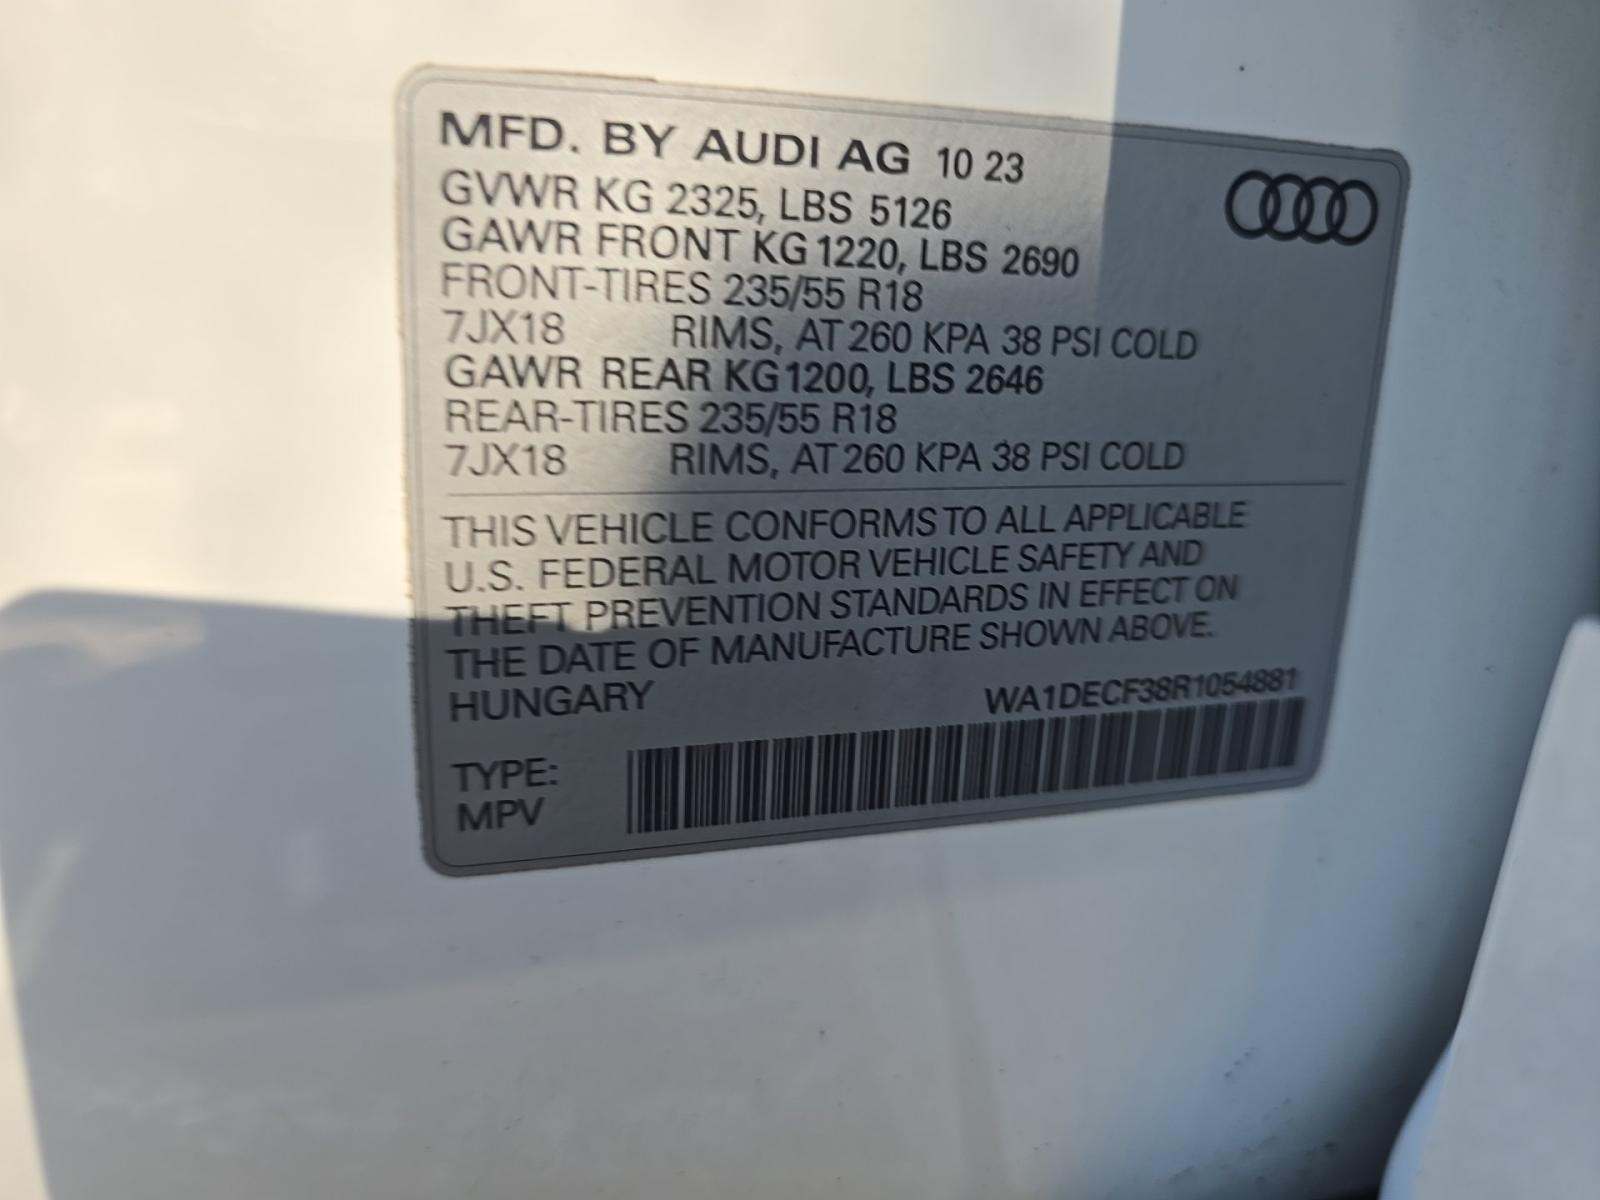 MFD. BY AUDI AG 10 23
GVWR KG 2325, LBS 5126
GAWR FRONT KG 1220, LBS 2690
FRONT-TIRES 235/55 R18
7JX18 RIMS, AT 260 KPA 38 PSI COLD
GAWR REAR KG 1200, LBS 2646
REAR-TIRES 235/55 R18
7JX18 RIMS, AT 260 KPA 38 PSI COLD
THIS VEHICLE CONFORMS TO ALL APPLICABLE
U.S. FEDERAL MOTOR VEHICLE SAFETY AND
THEFT PREVENTION STANDARDS IN EFFECT ON
THE DATE OF MANUFACTURE SHOWN ABOVE.
HUNGARY WA1DECF38R1054881
TYPE:
MPV